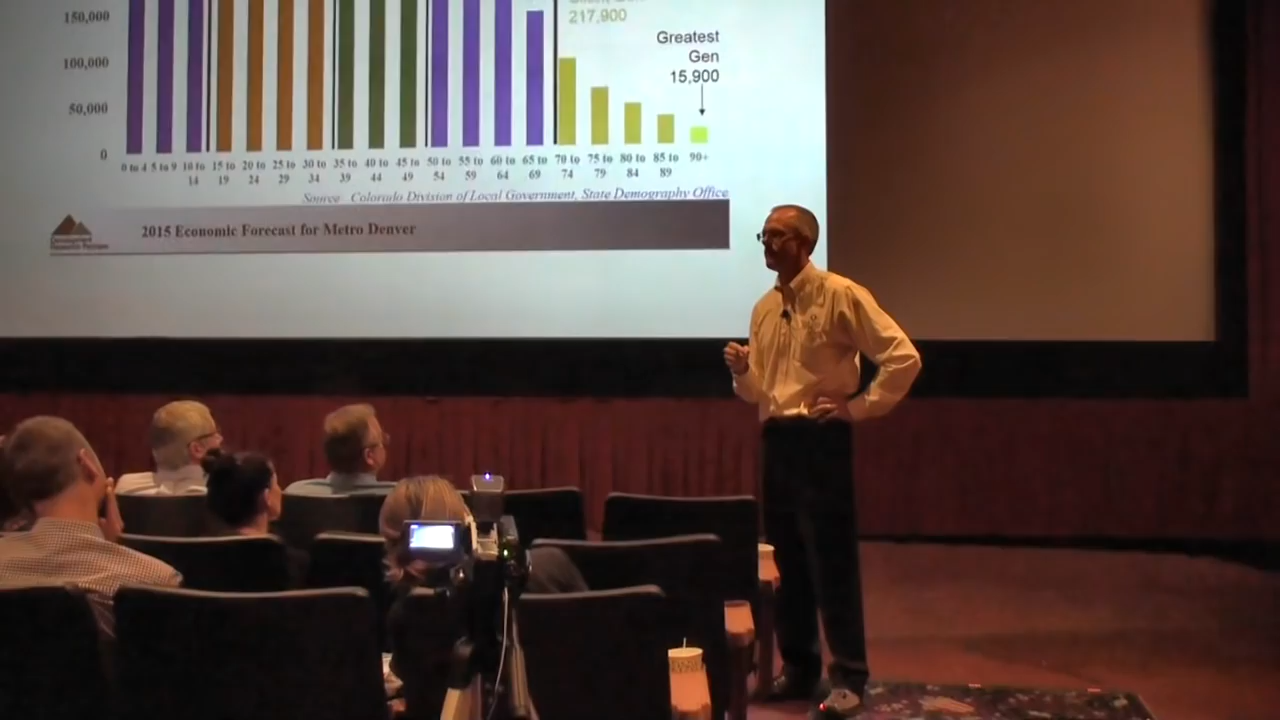 150,000
217,900
Greatest
Gen
15,900
100,000
50,000
0
0 to 4 5 to 9 10 to 15 to 20 to 25 to 30 to 35 to 40 to 45 to 50 to 55 to 60 to 65 to 70 to 75 to 80 to 85 to 90+
14 19 24 29 34 39 44 49 54 59 64 69 74 79 84 89
Source Colorado Division of Local Government, State Demography Office
2015 Economic Forecast for Metro Denver